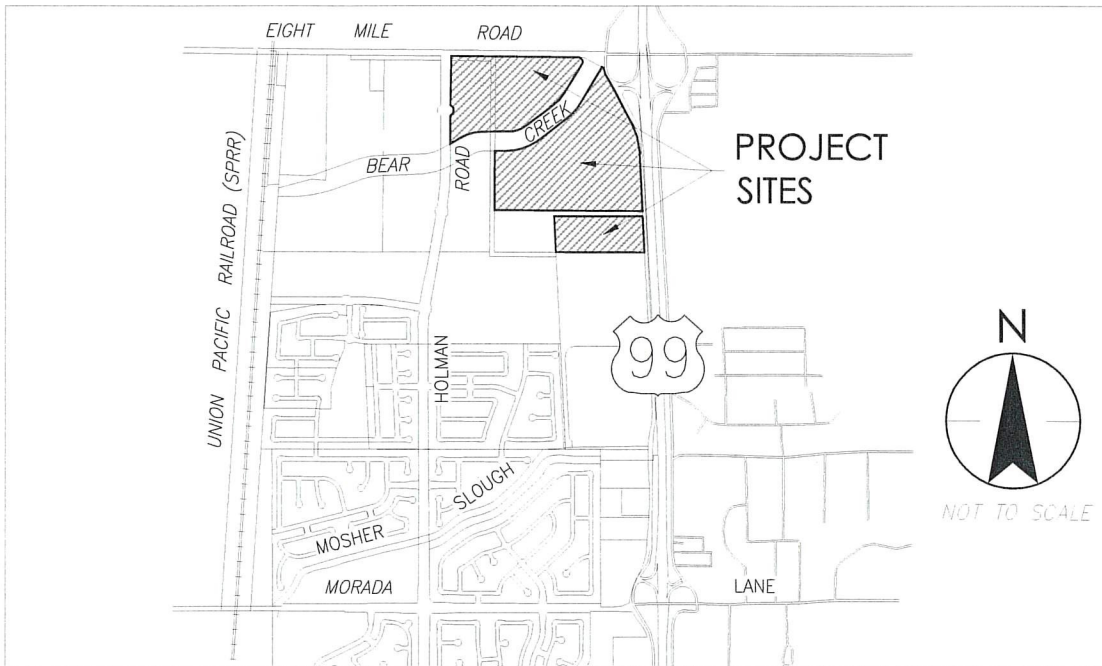 EIGHT MILE ROAD
CREEK
BEAR
ROAD
PROJECT
SITES
UNION PACIFIC RAILROAD (SPRR)
99
N
HOLMAN
NOT TO SCALE
SLOUGH
MOSHER
MORADA LANE